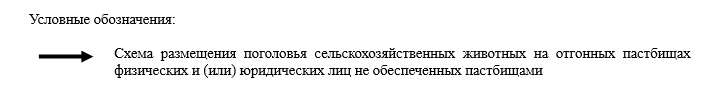 Условные обозначения:
Схема размещения поголовья сельскохозяйственных животных на отгонных пастбищах
физических и (или) юридических лиц не обеспеченных пастбищами